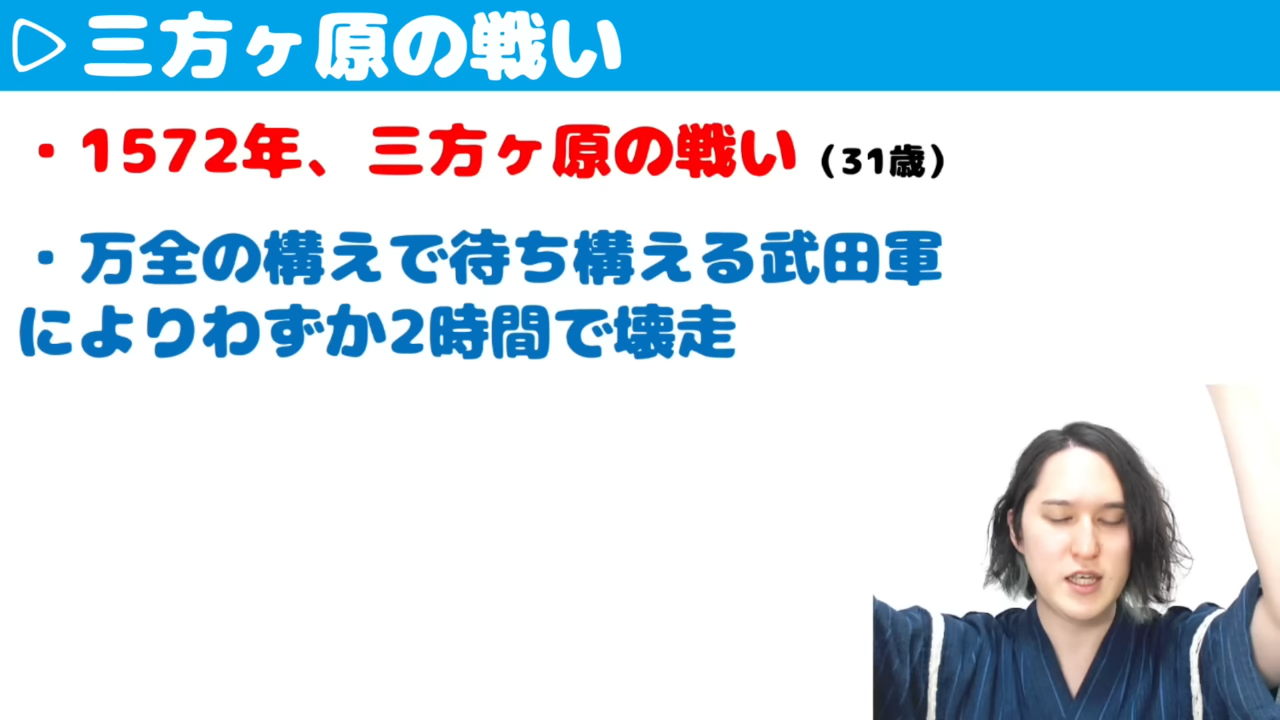 三方ヶ原の戦い
・1572年、三方ヶ原の戦い（31歳）
・万全の構えで待ち構える武田軍
によりわずか2時間で壊走